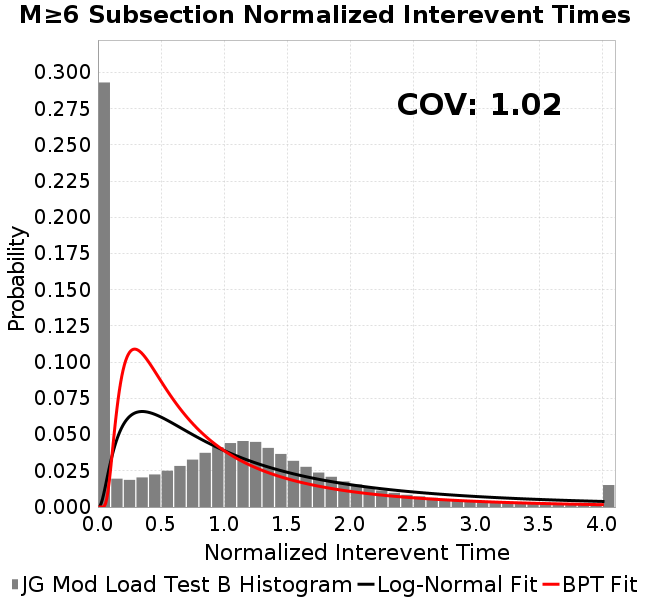 M≥6 Subsection Normalized Interevent Times
COV: 1.02
Probability
0.300
0.275
0.250
0.225
0.200
0.175
0.150
0.125
0.100
0.075
0.050
0.025
0.000
0.0 0.5 1.0 1.5 2.0 2.5 3.0 3.5 4.0
Normalized Interevent Time
JG Mod Load Test B Histogram Log-Normal Fit BPT Fit